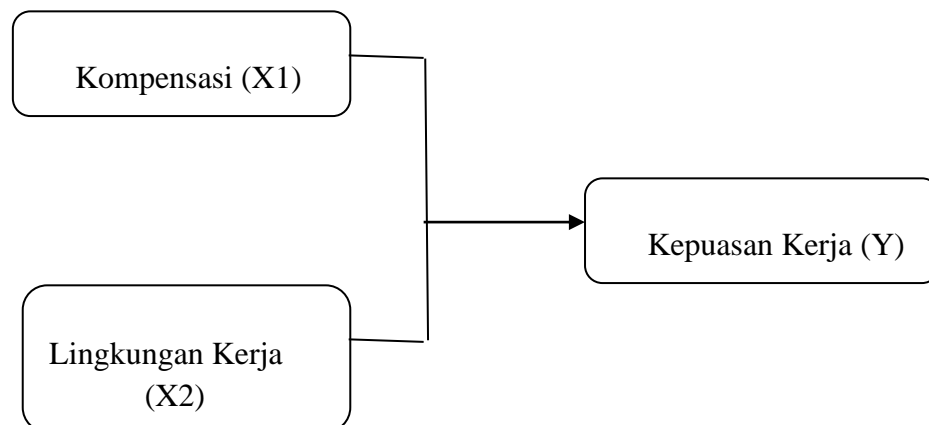 Kompensasi (X1)
Kepuasan Kerja (Y)
Lingkungan Kerja
(X2)